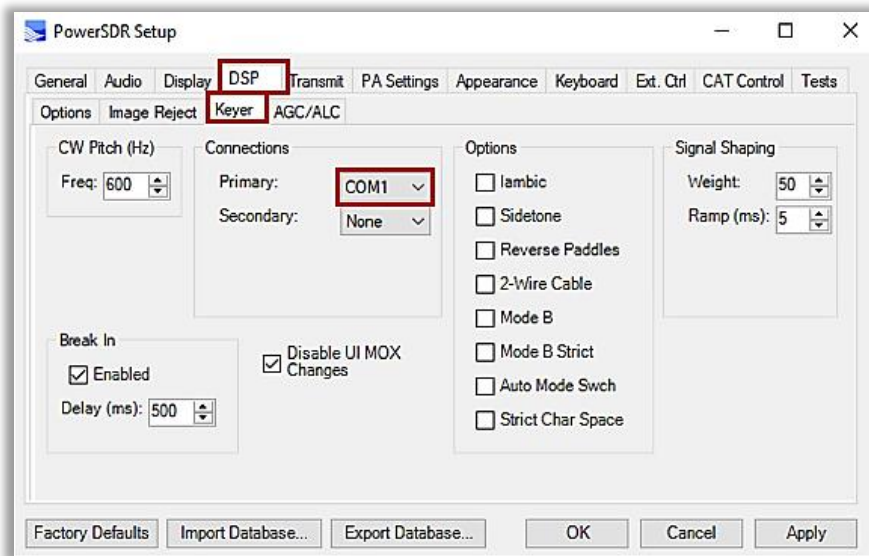 PowerSDR Setup
General Audio Display DSP Transmit PA Settings Appearance Keyboard Ext. Ctrl CAT Control Tests
Options Image Reject Keyer AGC/ALC
CW Pitch (Hz)
Freq: 600
Connections
Primary: COM1
Secondary: None
Options
Iambic
Sidetone
Reverse Paddles
2-Wire Cable
Mode B
Mode B Strict
Auto Mode Swch
Strict Char Space
Signal Shaping
Weight: 50
Ramp (ms): 5
Break In
Enabled
Delay (ms): 500
Disable UI MOX
Changes
Factory Defaults Import Database... Export Database... OK Cancel Apply